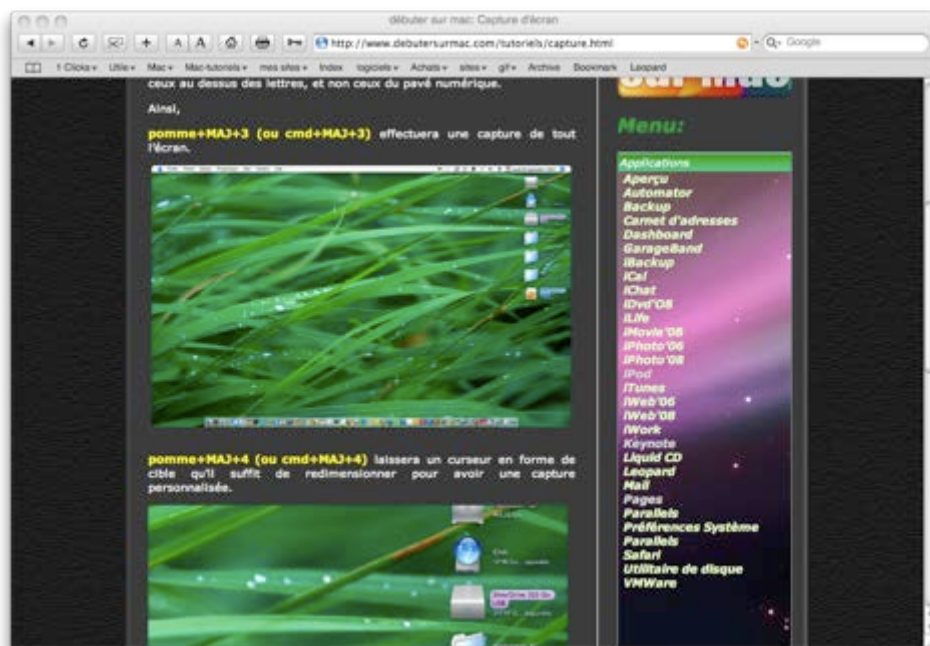 débuter sur mac: Capture d'écran
http://www.debutersurmac.com/tutoriels/capture.html
Google
1 Clicks Utile Mac Mac-tutoriels mes sites Index logiciels Achats sites gif Archive Bookmark Leopard
ceux au dessus des lettres, et non ceux du pavé numérique.
Ainsi,
pomme+MAJ+3 (ou cmd+MAJ+3) effectuera une capture de tout
l'écran.
pomme+MAJ+4 (ou cmd+MAJ+4) laissera un curseur en forme de
cible qu'il suffit de redimensionner pour avoir une capture
personnalisée.
sur mac
Menu:
Applications
Aperçu
Automator
Backup
Carnet d'adresses
Dashboard
GarageBand
iBackup
iCal
iChat
iDvd'08
iLife
iMovie'08
iPhoto'06
iPhoto'08
iPod
iTunes
iWeb'06
iWeb'08
iWork
Keynote
Liquid CD
Leopard
Mail
Pages
Parallels
Préférences Système
Parallels
Safari
Utilitaire de disque
VMWare